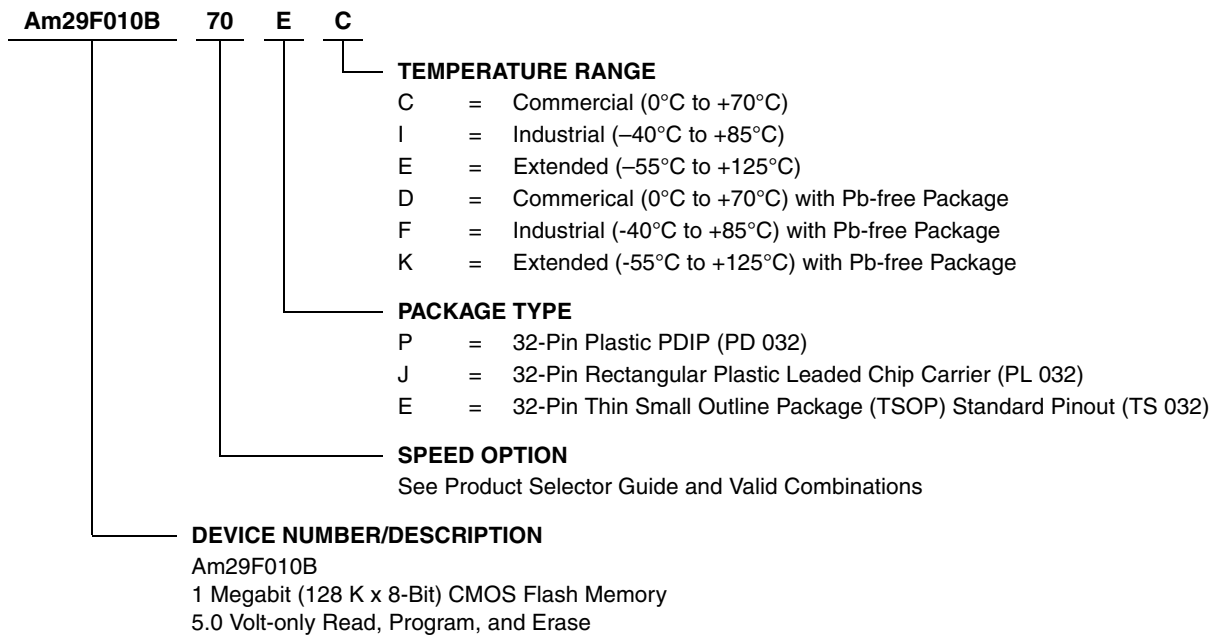 Am29F010B 70 E C
TEMPERATURE RANGE
C = Commercial (0°C to +70°C)
I = Industrial (–40°C to +85°C)
E = Extended (–55°C to +125°C)
D = Commerical (0°C to +70°C) with Pb-free Package
F = Industrial (-40°C to +85°C) with Pb-free Package
K = Extended (-55°C to +125°C) with Pb-free Package
PACKAGE TYPE
P = 32-Pin Plastic PDIP (PD 032)
J = 32-Pin Rectangular Plastic Leaded Chip Carrier (PL 032)
E = 32-Pin Thin Small Outline Package (TSOP) Standard Pinout (TS 032)
SPEED OPTION
See Product Selector Guide and Valid Combinations
DEVICE NUMBER/DESCRIPTION
Am29F010B
1 Megabit (128 K x 8-Bit) CMOS Flash Memory
5.0 Volt-only Read, Program, and Erase